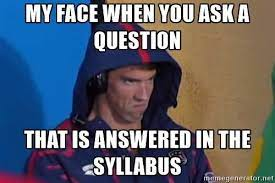 MY FACE WHEN YOU ASK A
QUESTION
THAT IS ANSWERED IN THE
SYLLABUS
memegenerator.net